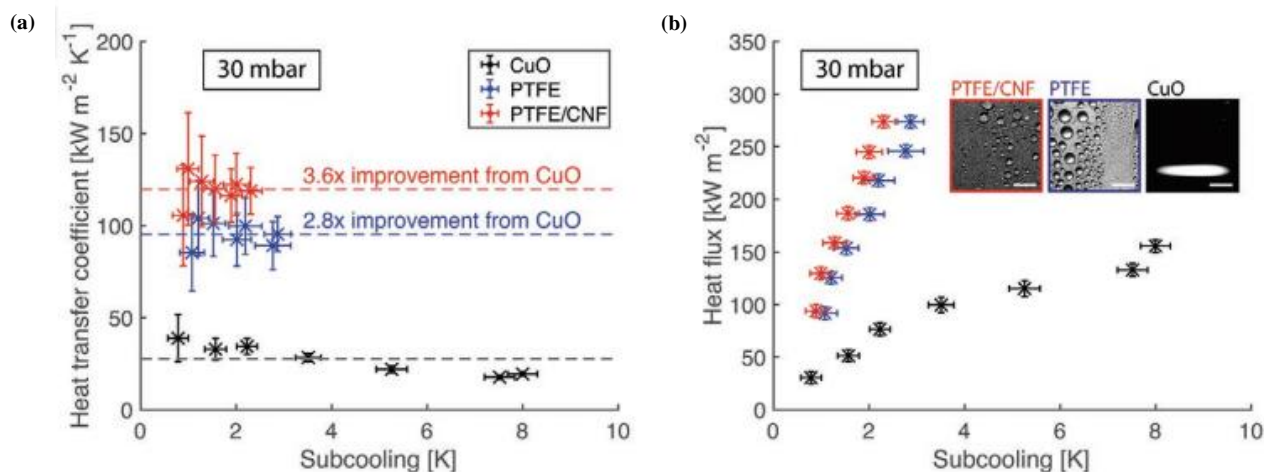 (a)
Heat transfer coefficient [kW m⁻² K⁻¹]
200
150
100
50
0
30 mbar
CuO
PTFE
PTFE/CNF
3.6x improvement from CuO
2.8x improvement from CuO
0 2 4 6 8 10
Subcooling [K]
(b)
Heat flux [kW m⁻²]
350
300
250
200
150
100
50
0
30 mbar
PTFE/CNF PTFE CuO
0 2 4 6 8 10
Subcooling [K]